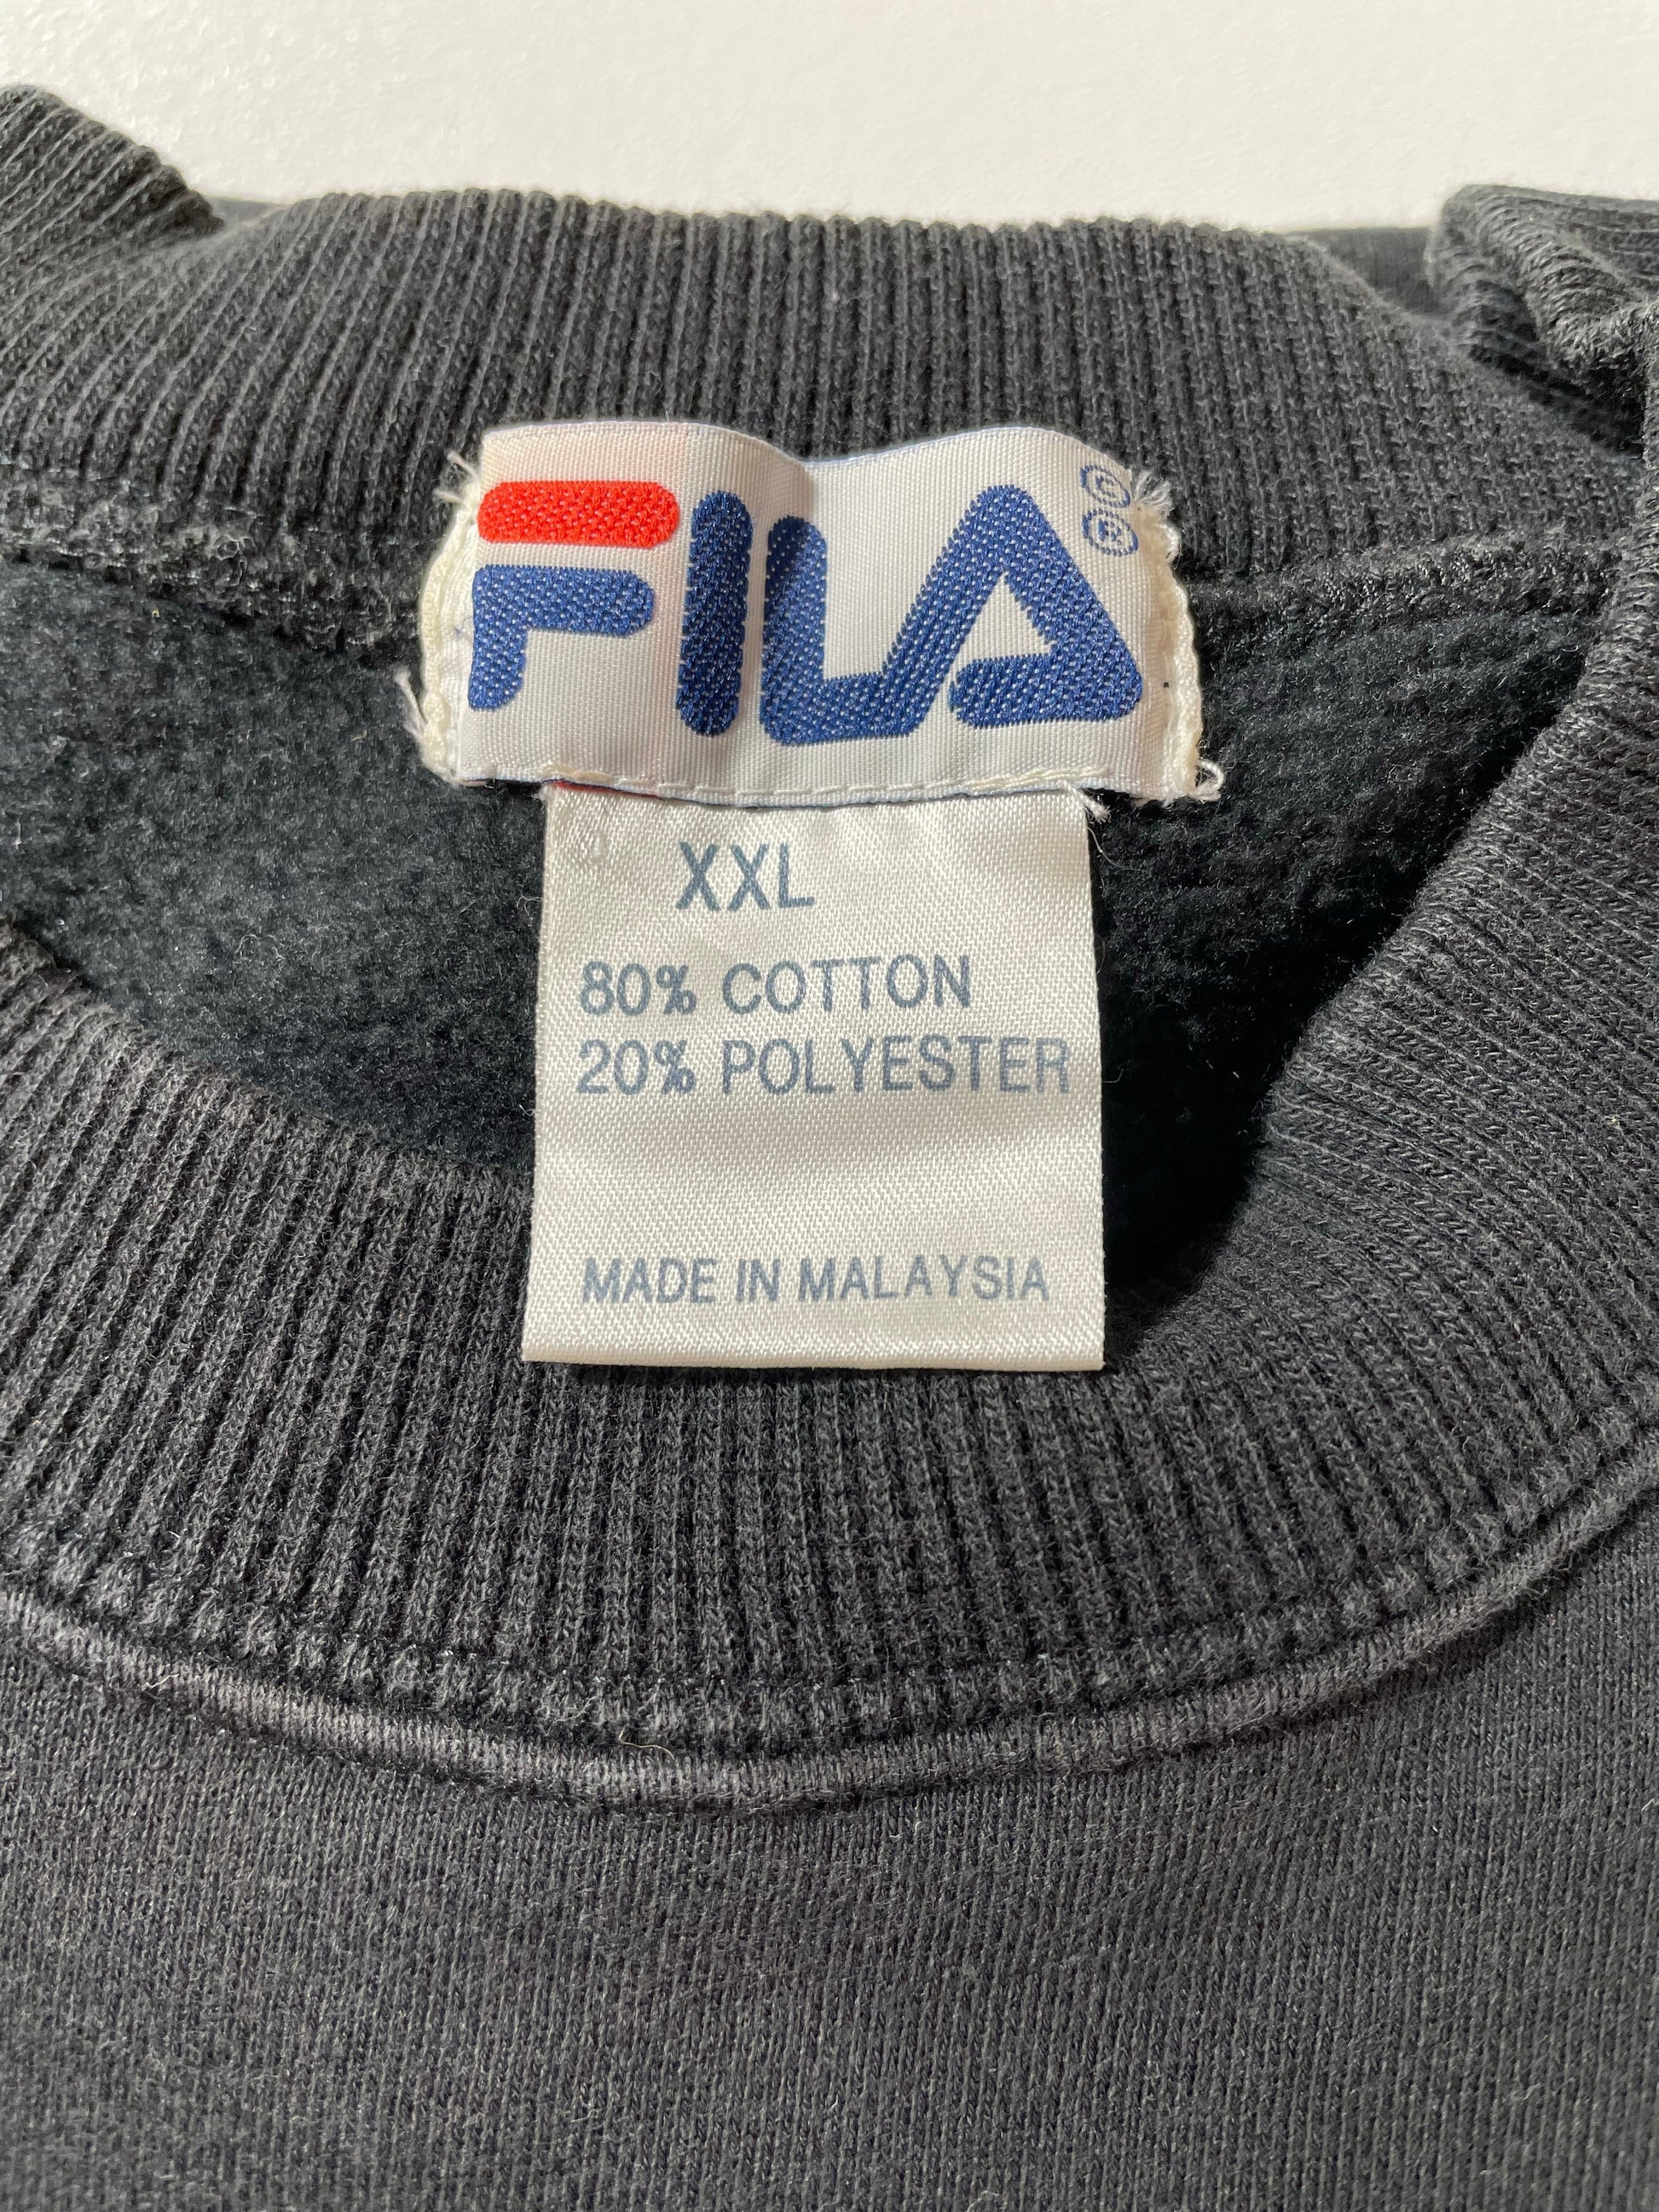 FILA ©
®
XXL
80% COTTON
20% POLYESTER
MADE IN MALAYSIA